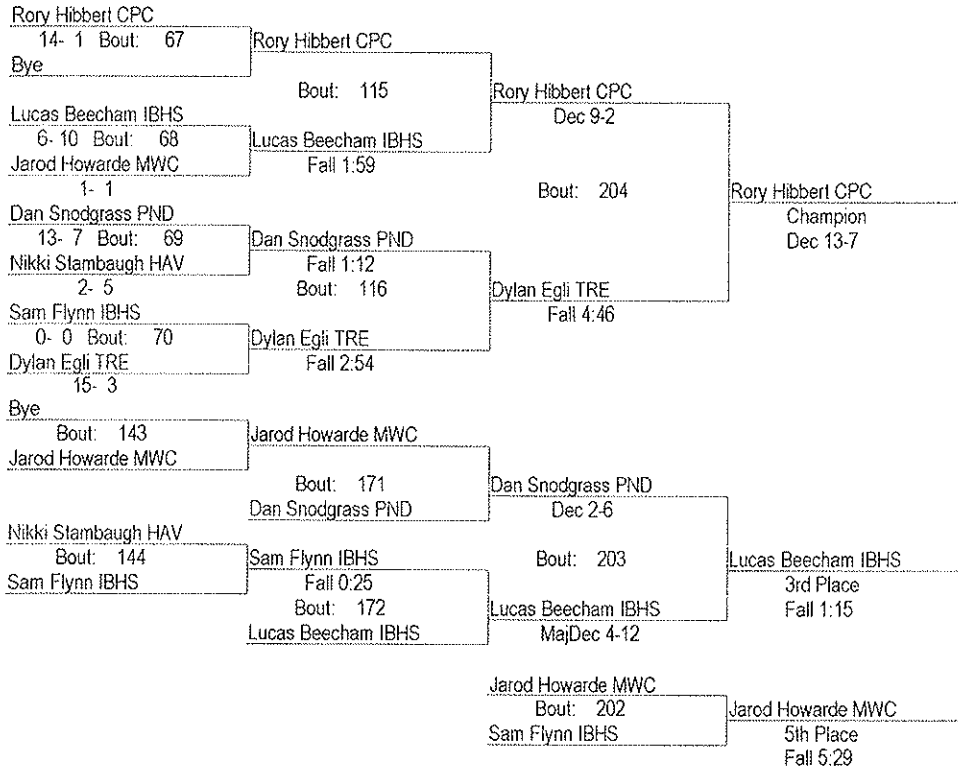 Rory Hibbert CPC
14- 1 Bout: 67
Bye
Rory Hibbert CPC
Bout: 115
Lucas Beecham IBHS
6- 10 Bout: 68
Jarod Howarde MWC
1- 1
Lucas Beecham IBHS
Fall 1:59
Rory Hibbert CPC
Dec 9-2
Bout: 204
Dan Snodgrass PND
13- 7 Bout: 69
Nikki Stambaugh HAV
2- 5
Dan Snodgrass PND
Fall 1:12
Bout: 116
Sam Flynn IBHS
0- 0 Bout: 70
Dylan Egli TRE
15- 3
Dylan Egli TRE
Fall 2:54
Dylan Egli TRE
Fall 4:46
Rory Hibbert CPC
Champion
Dec 13-7
Bye
Bout: 143
Jarod Howarde MWC
Jarod Howarde MWC
Bout: 171
Dan Snodgrass PND
Dan Snodgrass PND
Dec 2-6
Bout: 203
Nikki Stambaugh HAV
Bout: 144
Sam Flynn IBHS
Sam Flynn IBHS
Fall 0:25
Bout: 172
Lucas Beecham IBHS
Lucas Beecham IBHS
MajDec 4-12
Lucas Beecham IBHS
3rd Place
Fall 1:15
Jarod Howarde MWC
Bout: 202
Sam Flynn IBHS
Jarod Howarde MWC
5th Place
Fall 5:29